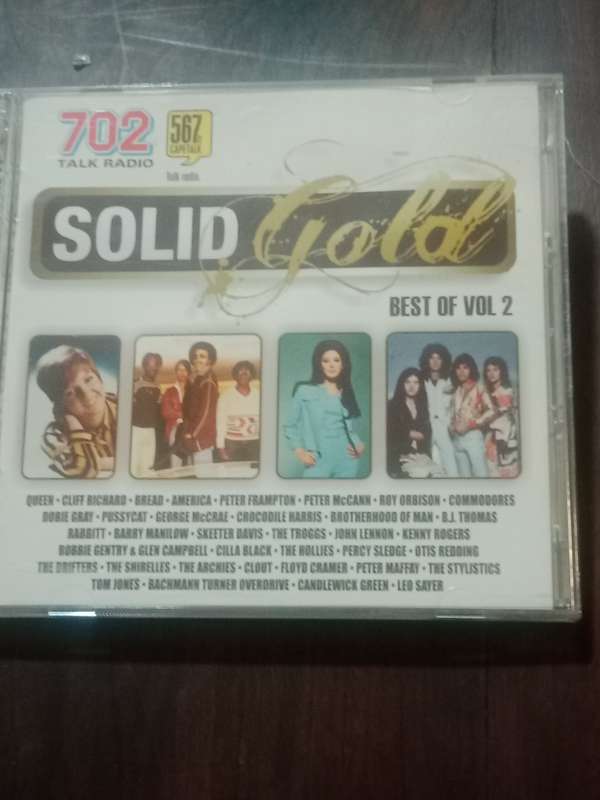 702
TALK RADIO
567
CAPETALK
talk radio
SOLID Gold
BEST OF VOL 2
QUEEN • CLIFF RICHARD • BREAD • AMERICA • PETER FRAMPTON • PETER McCANN • ROY ORBISON • COMMODORES
DOBIE GRAY • PUSSYCAT • GEORGE McCRAE • CROCODILE HARRIS • BROTHERHOOD OF MAN • B.J. THOMAS
RABBITT • BARRY MANILOW • SKEETER DAVIS • THE TROGGS • JOHN LENNON • KENNY ROGERS
BOBBIE GENTRY & GLEN CAMPBELL • CILLA BLACK • THE HOLLIES • PERCY SLEDGE • OTIS REDDING
THE DRIFTERS • THE SHIRELLES • THE ARCHIES • CLOUT • FLOYD CRAMER • PETER MAFFAY • THE STYLISTICS
TOM JONES • BACHMANN TURNER OVERDRIVE • CANDLEWICK GREEN • LEO SAYER